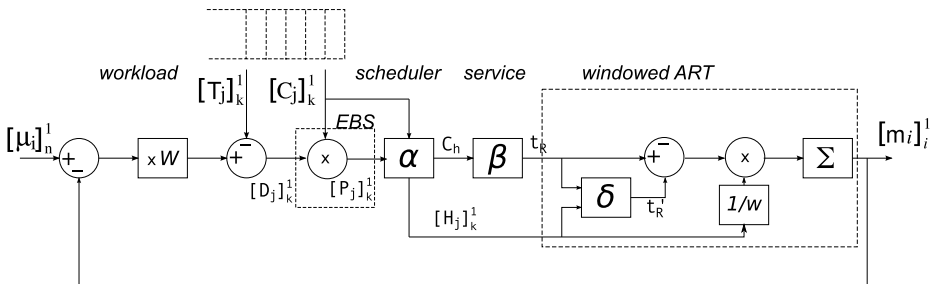 workload
scheduler
service
windowed ART
[Tj]¹k
[Cj]¹k
EBS
[μi]¹n
+
-
×W
+
-
×
α
Ch
β
tR
+
-
×
Σ
[mi]¹i
[Dj]¹k
[Pj]¹k
δ
tR'
1/w
[Hj]¹k